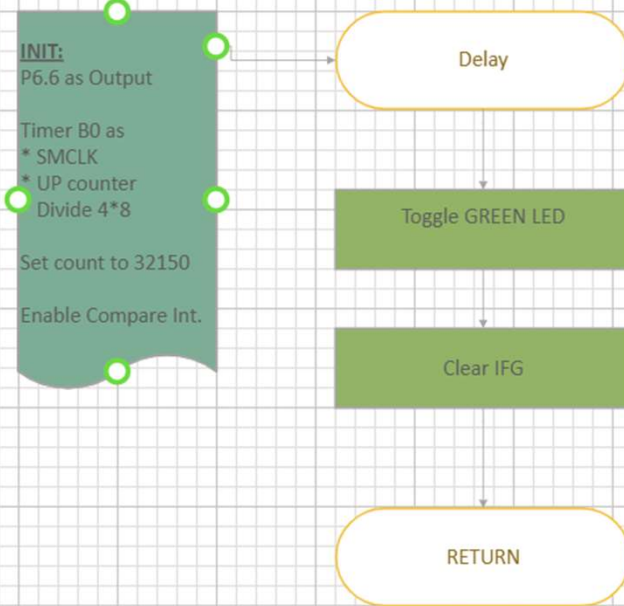 INIT:
P6.6 as Output
Timer B0 as
* SMCLK
* UP counter
Divide 4*8
Set count to 32150
Enable Compare Int.
Delay
Toggle GREEN LED
Clear IFG
RETURN